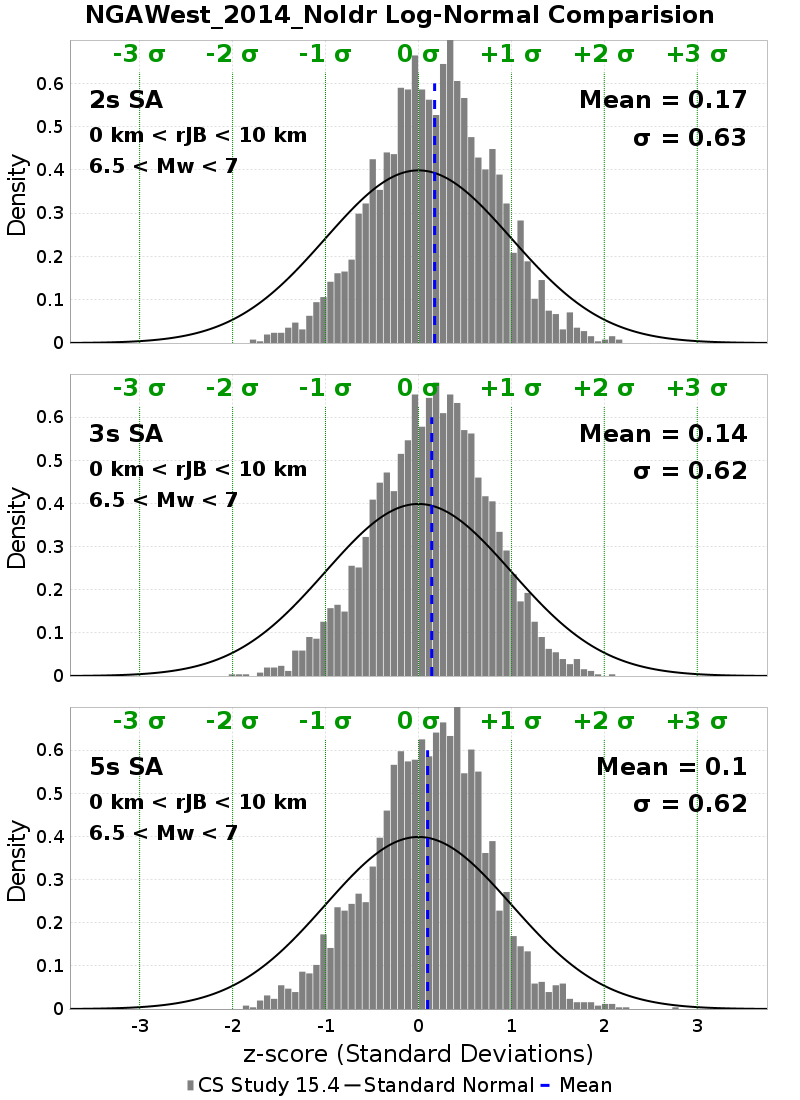 NGAWest_2014_NoIdr Log-Normal Comparision
-3 σ -2 σ -1 σ 0 σ +1 σ +2 σ +3 σ
2s SA
Mean = 0.17
0 km < rJB < 10 km
σ = 0.63
6.5 < Mw < 7
Density
0.6
0.5
0.4
0.3
0.2
0.1
0
-3 σ -2 σ -1 σ 0 σ +1 σ +2 σ +3 σ
3s SA
Mean = 0.14
0 km < rJB < 10 km
σ = 0.62
6.5 < Mw < 7
Density
0.6
0.5
0.4
0.3
0.2
0.1
0
-3 σ -2 σ -1 σ 0 σ +1 σ +2 σ +3 σ
5s SA
Mean = 0.1
0 km < rJB < 10 km
σ = 0.62
6.5 < Mw < 7
Density
0.6
0.5
0.4
0.3
0.2
0.1
0
-3 -2 -1 0 1 2 3
z-score (Standard Deviations)
CS Study 15.4 Standard Normal Mean